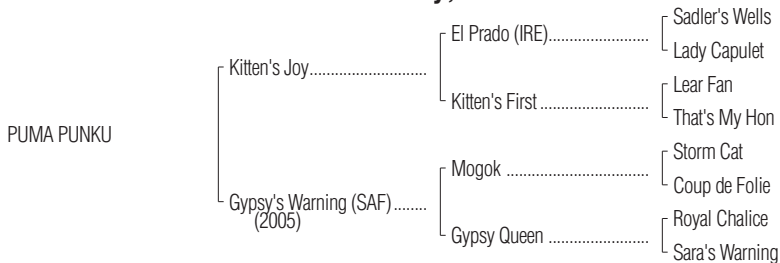 Sadler's Wells
El Prado (IRE)........................
Lady Capulet
Kitten's Joy...........................
Lear Fan
Kitten's First .........................
That's My Hon
PUMA PUNKU
Storm Cat
Mogok .................................
Coup de Folie
Gypsy's Warning (SAF)........
(2005)
Royal Chalice
Gypsy Queen .......................
Sara's Warning